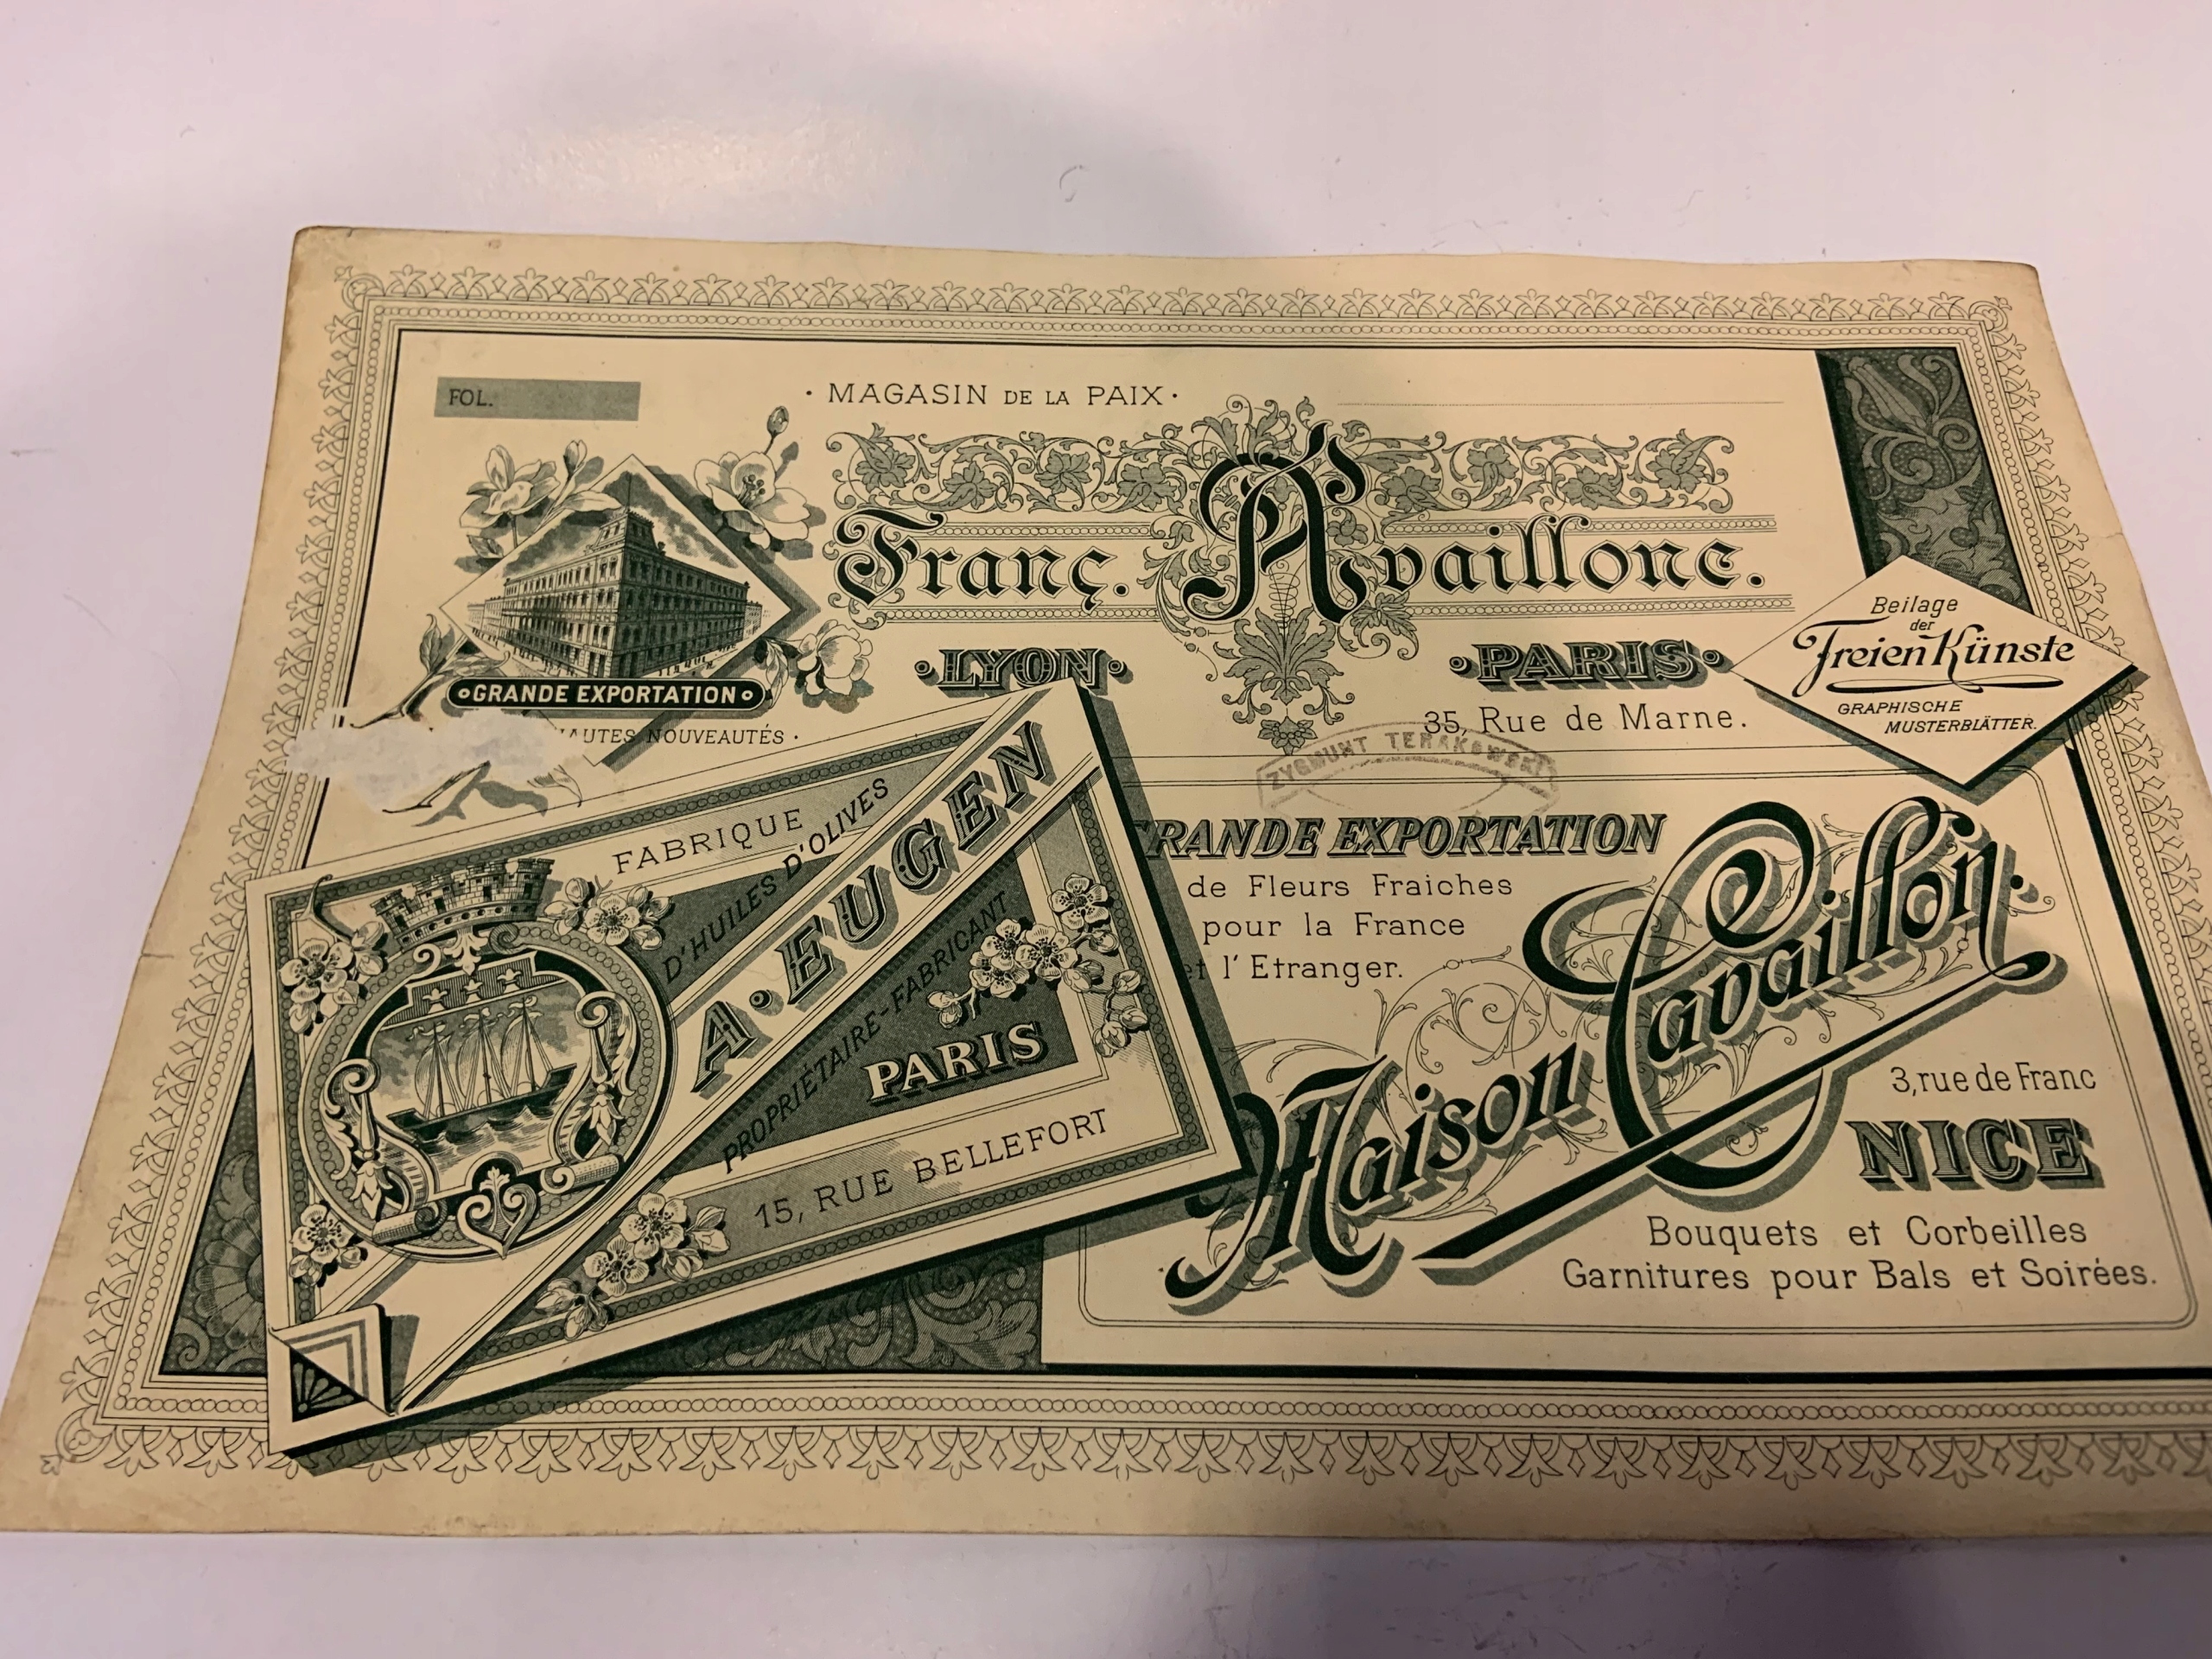 FOL.
· MAGASIN DE LA PAIX ·
Franç. Availlone.
· LYON ·
· PARIS ·
35, Rue de Marne.
GRANDE EXPORTATION
HAUTES NOUVEAUTÉS ·
Beilage
der
Freien Künste
GRAPHISCHE
MUSTERBLÄTTER.
ZYGMUNT TERAKOWSKI
FABRIQUE
D'HUILES D'OLIVES
A. EUGEN
PROPRIÉTAIRE-FABRICANT
PARIS
15, RUE BELLEFORT
RANDE EXPORTATION
de Fleurs Fraiches
pour la France
et l'Etranger.
Maison Cavaillon.
3, rue de Franc
NICE
Bouquets et Corbeilles
Garnitures pour Bals et Soirées.